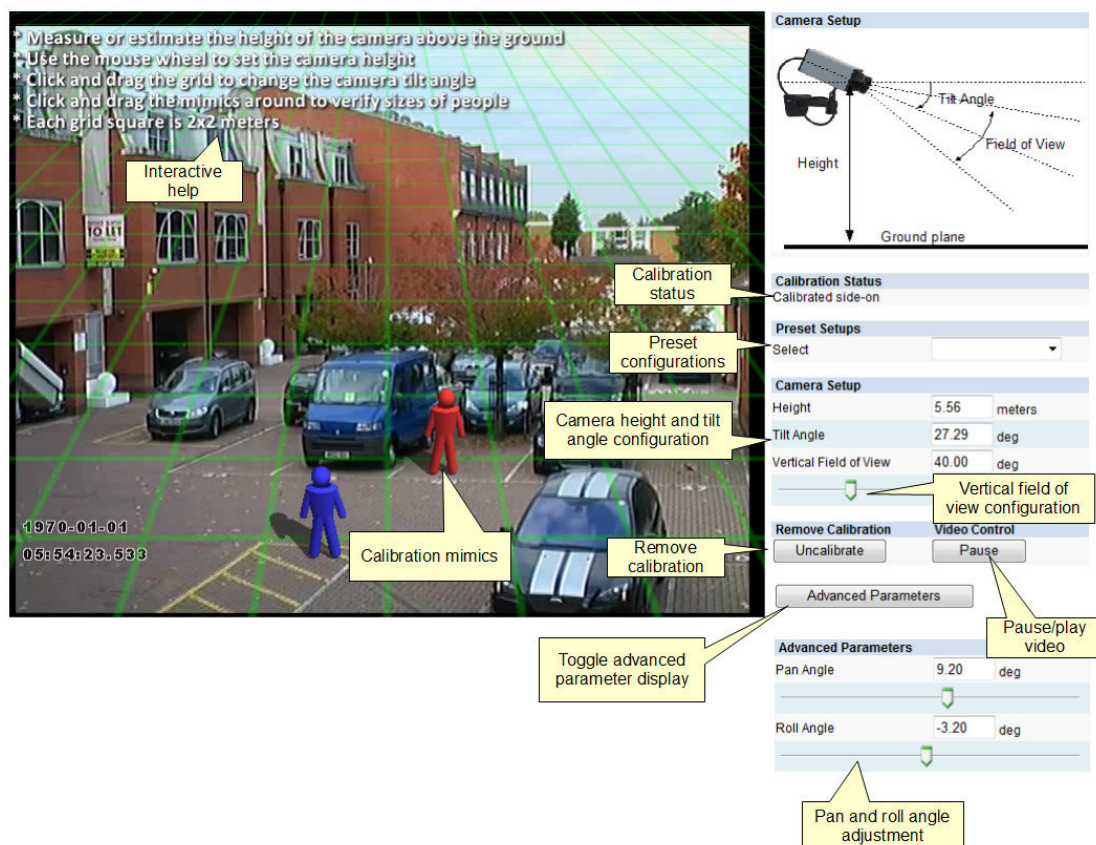 * Measure or estimate the height of the camera above the ground
* Use the mouse wheel to set the camera height
* Click and drag the grid to change the camera tilt angle
* Click and drag the mimics around to verify sizes of people
* Each grid square is 2x2 meters
Interactive
help
TO LET
1970-01-01
05:54:23.533
Calibration mimics
Camera Setup
Tilt Angle
Field of View
Height
Ground plane
Calibration
status
Calibration Status
Calibrated side-on
Preset
configurations
Preset Setups
Select
Camera Setup
Height 5.56 meters
Camera height and tilt
angle configuration
Tilt Angle 27.29 deg
Vertical Field of View 40.00 deg
Vertical field of
view configuration
Remove
calibration
Remove Calibration Video Control
Uncalibrate Pause
Advanced Parameters
Pause/play
video
Toggle advanced
parameter display
Advanced Parameters
Pan Angle 9.20 deg
Roll Angle -3.20 deg
Pan and roll angle
adjustment